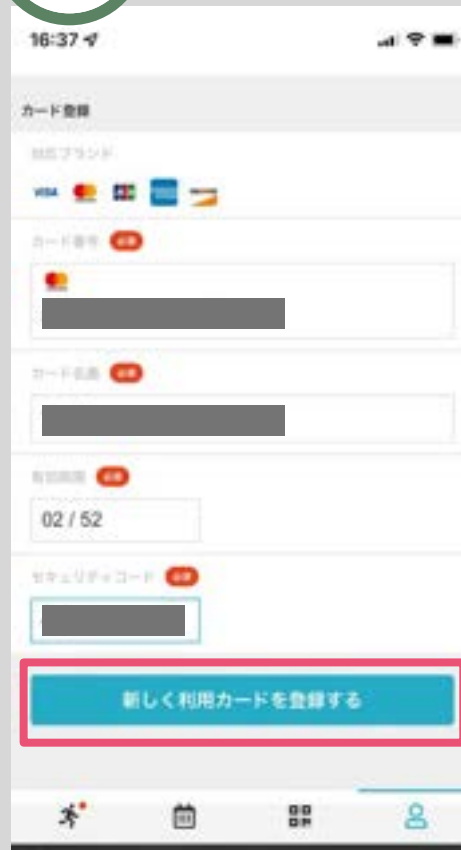 16:37
カード登録
対応ブランド
VISA
カード番号 必須
カード名義 必須
有効期限 必須
02 / 52
セキュリティコード 必須
新しく利用カードを登録する